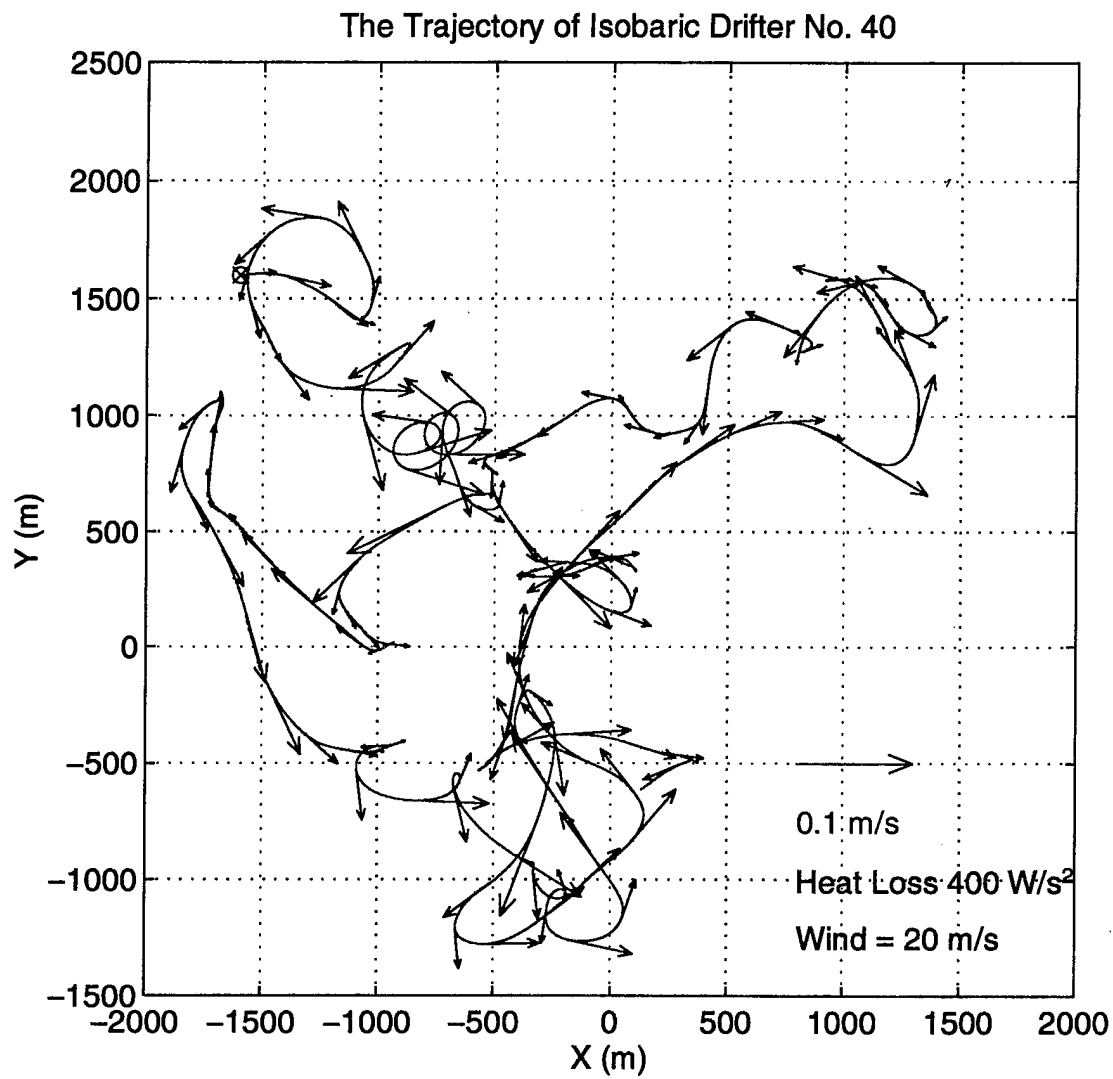 The Trajectory of Isobaric Drifter No. 40
2500
2000
1500
1000
500
0
−500
−1000
−1500
Y (m)
0.1 m/s
Heat Loss 400 W/s²
Wind = 20 m/s
−2000 −1500 −1000 −500 0 500 1000 1500 2000
X (m)